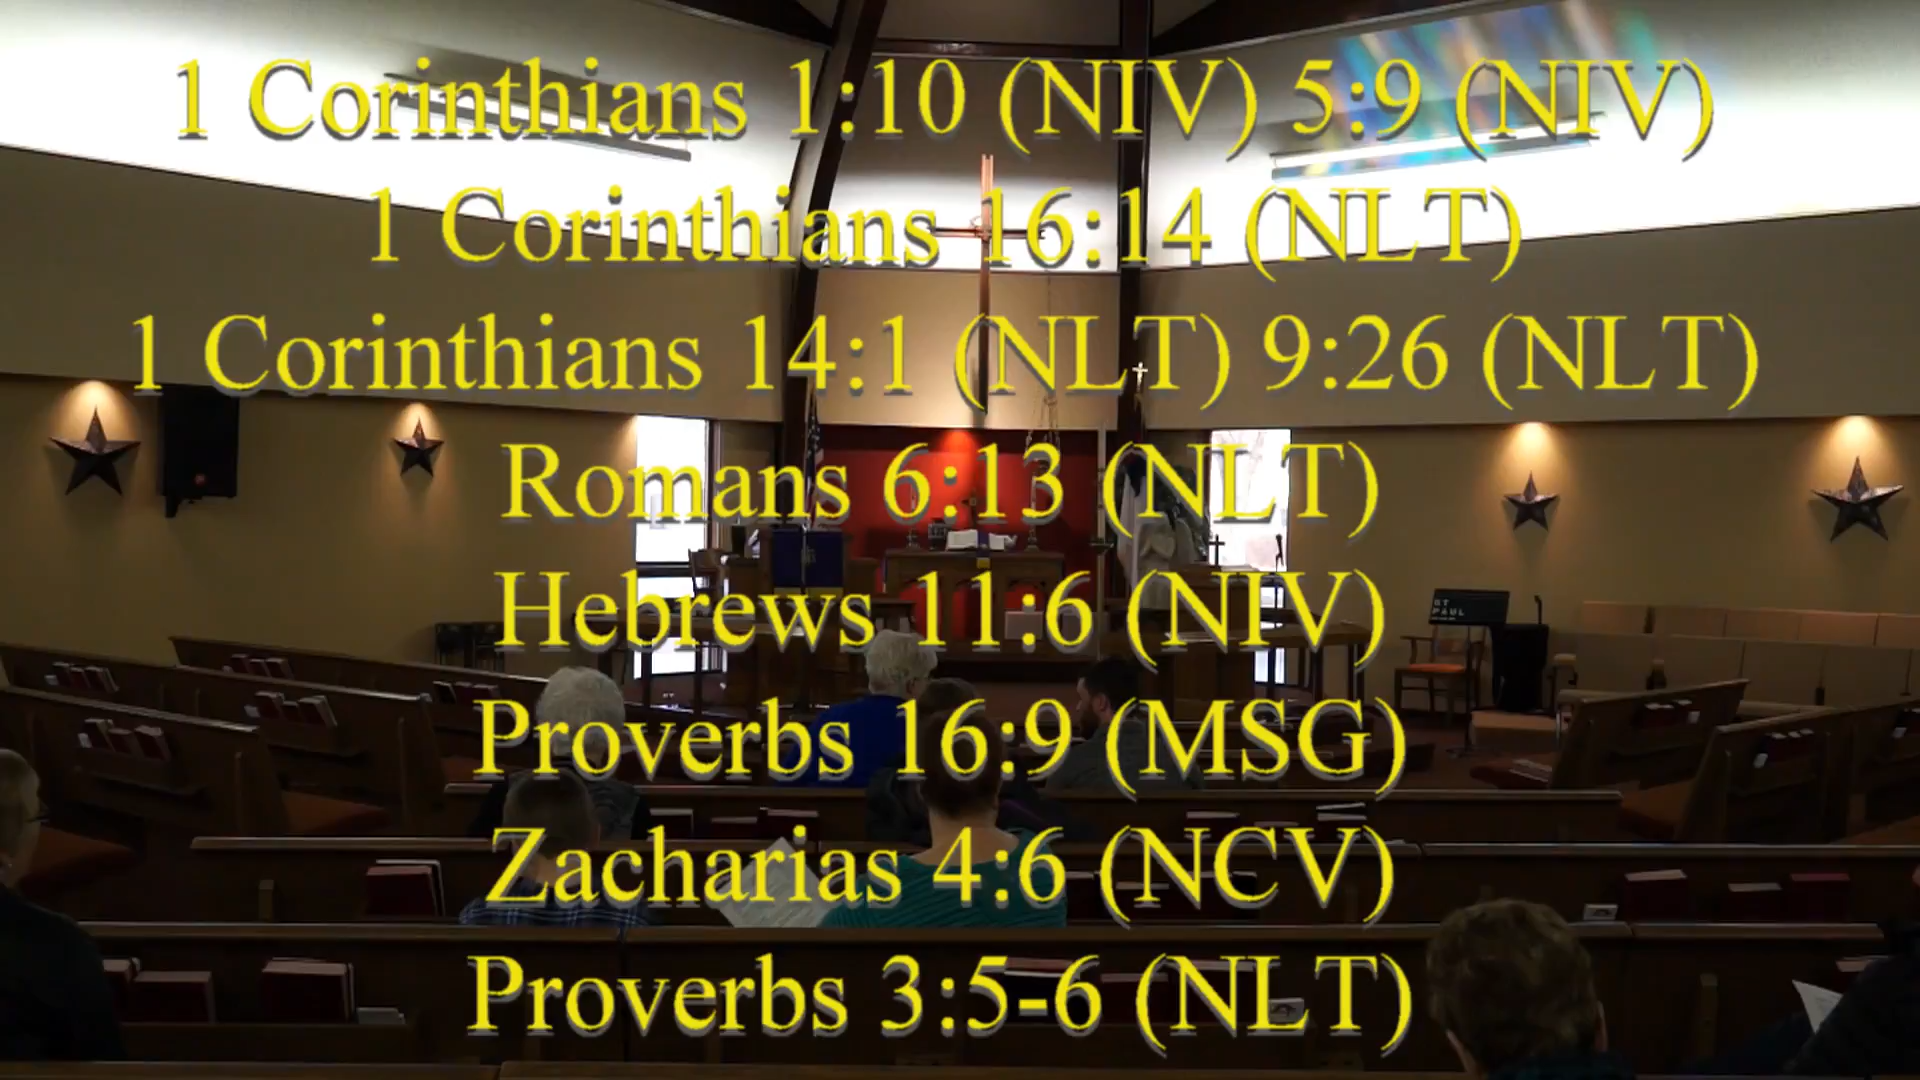 1 Corinthians 1:10 (NIV) 5:9 (NIV)
1 Corinthians 16:14 (NLT)
1 Corinthians 14:1 (NLT) 9:26 (NLT)
Romans 6:13 (NLT)
Hebrews 11:6 (NIV)
Proverbs 16:9 (MSG)
Zacharias 4:6 (NCV)
Proverbs 3:5-6 (NLT)
ST PAUL